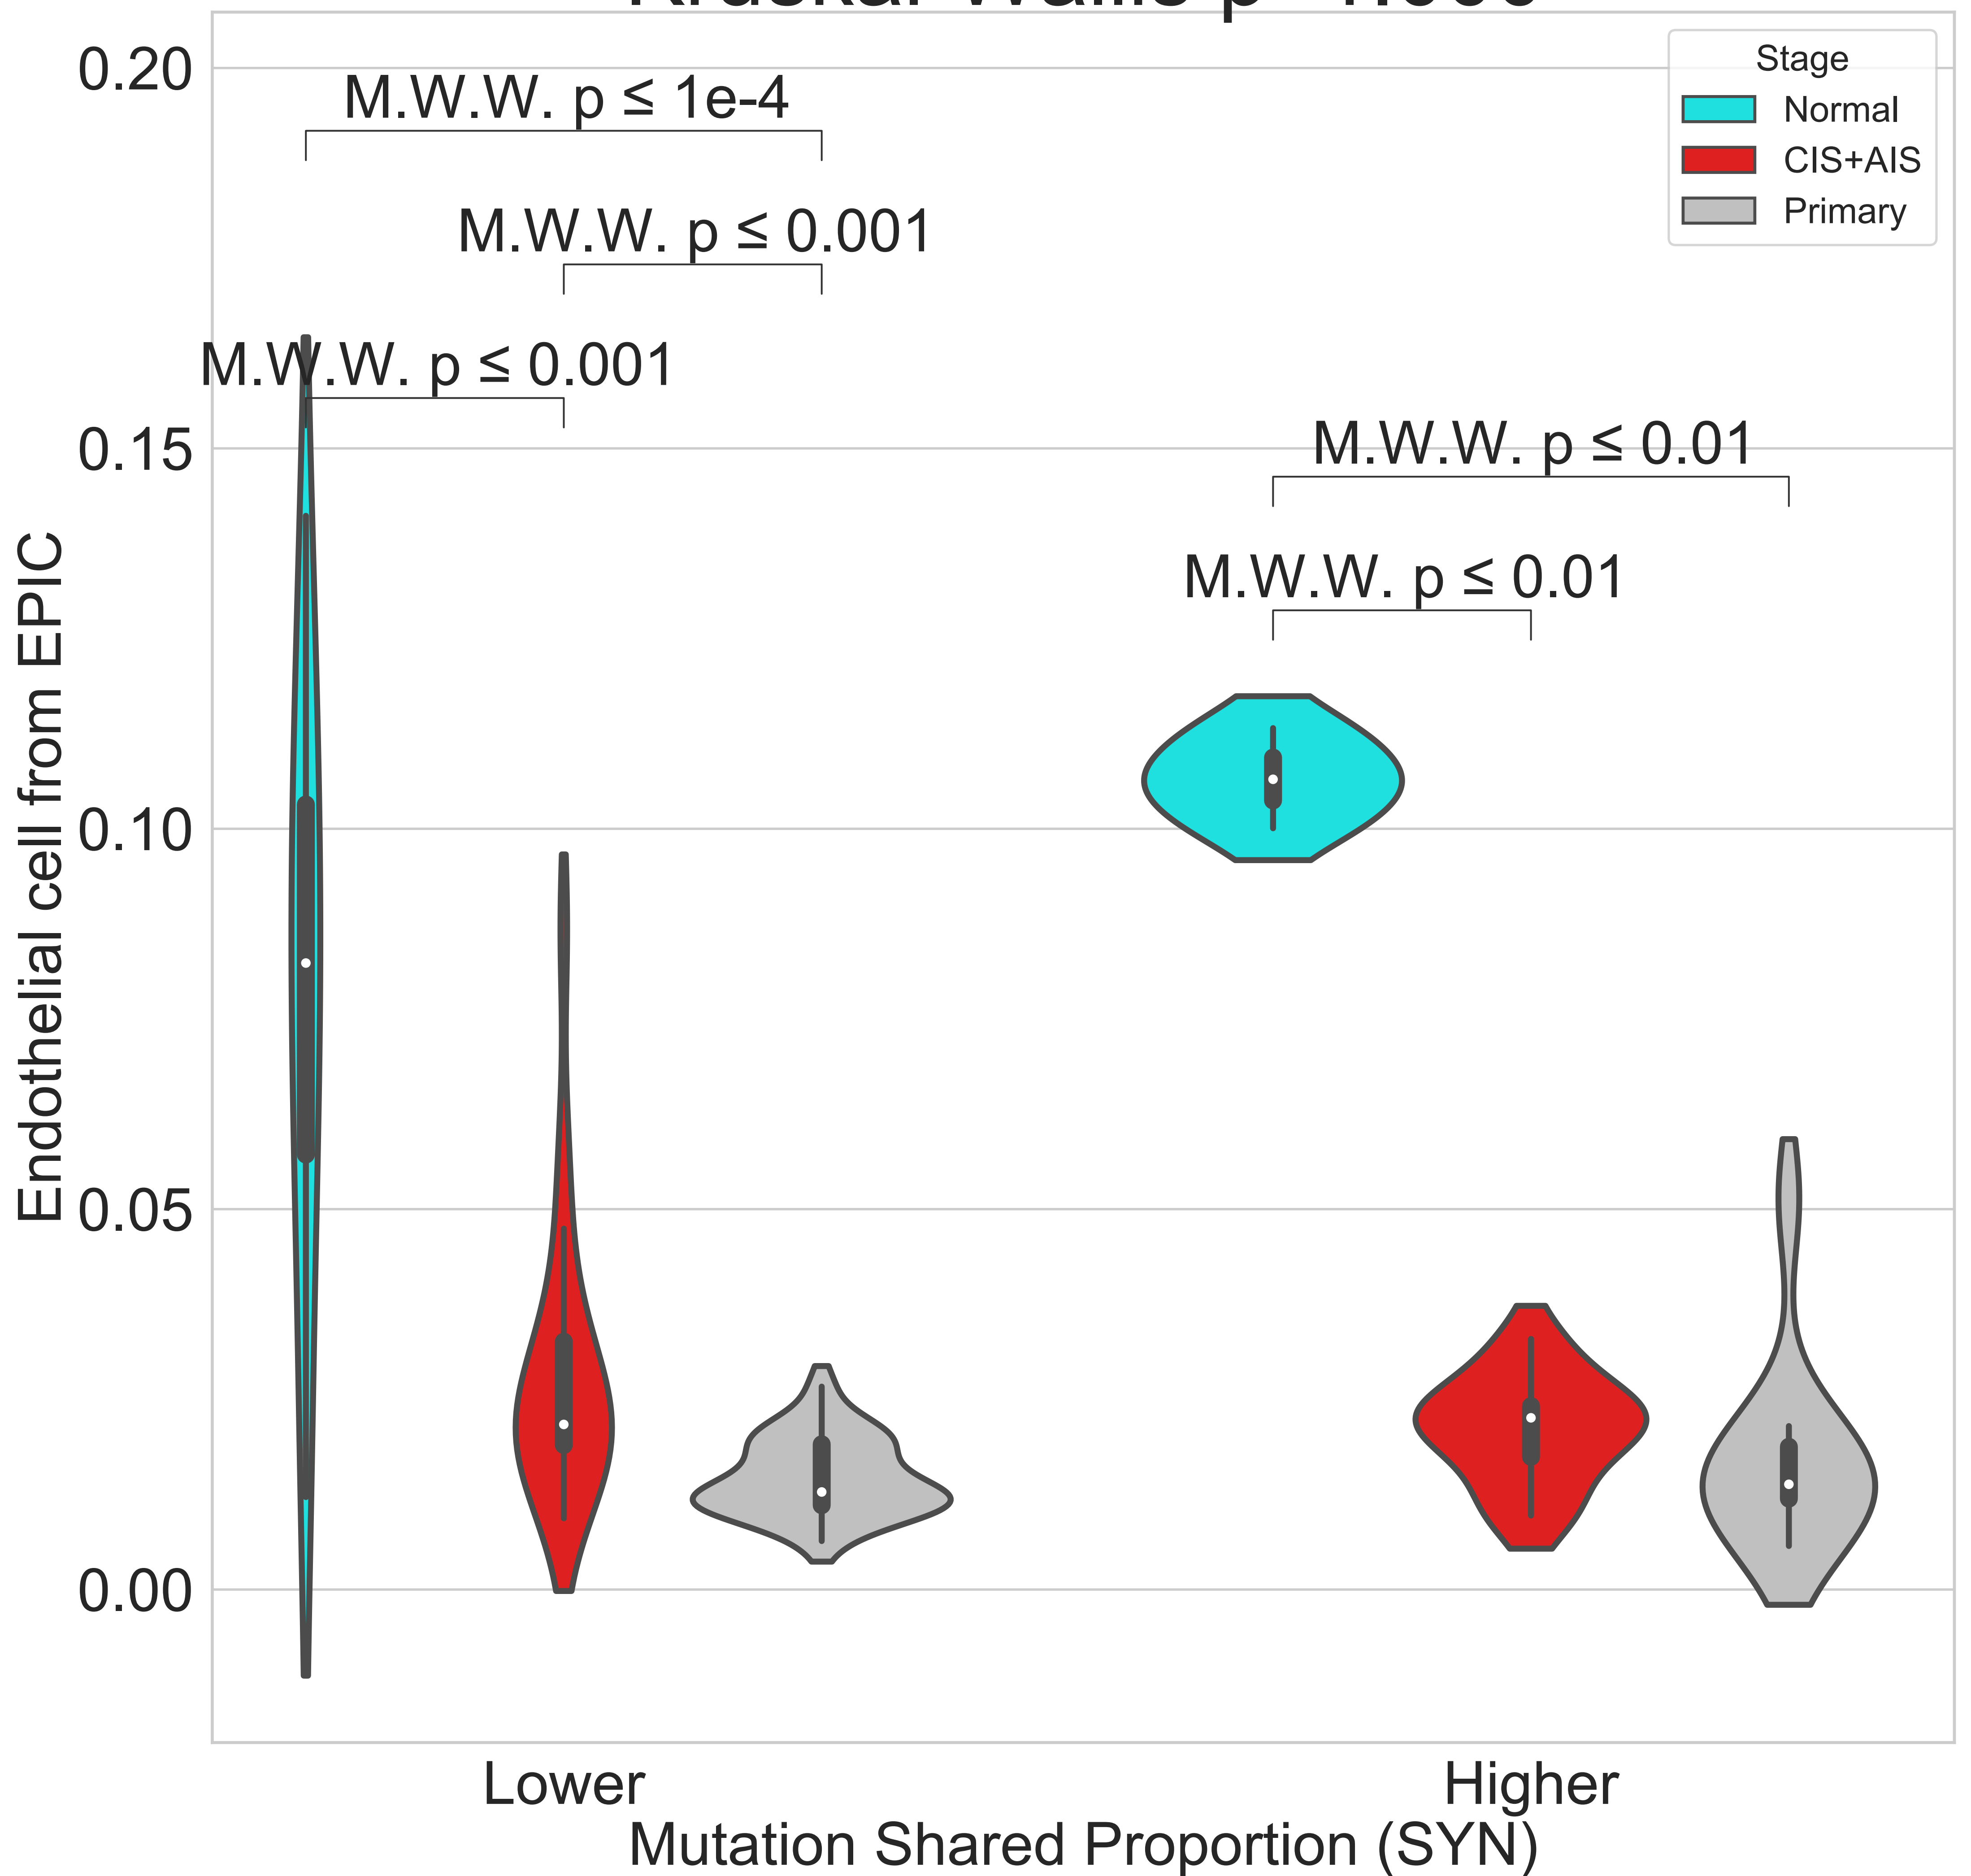 Stage
Normal
CIS+AIS
Primary
M.W.W. p ≤ 1e-4
M.W.W. p ≤ 0.001
M.W.W. p ≤ 0.001
M.W.W. p ≤ 0.01
M.W.W. p ≤ 0.01
Endothelial cell from EPIC
0.20
0.15
0.10
0.05
0.00
Lower
Higher
Mutation Shared Proportion (SYN)